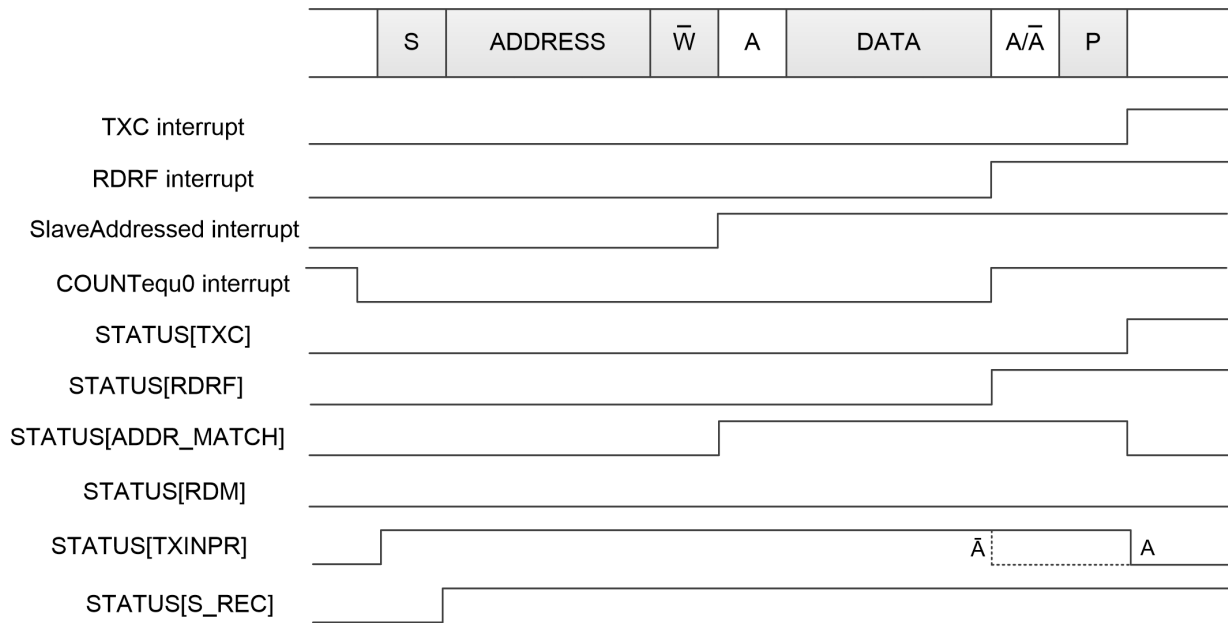 S ADDRESS W̅ A DATA A/A̅ P
TXC interrupt
RDRF interrupt
SlaveAddressed interrupt
COUNTequ0 interrupt
STATUS[TXC]
STATUS[RDRF]
STATUS[ADDR_MATCH]
STATUS[RDM]
STATUS[TXINPR] Ā A
STATUS[S_REC]